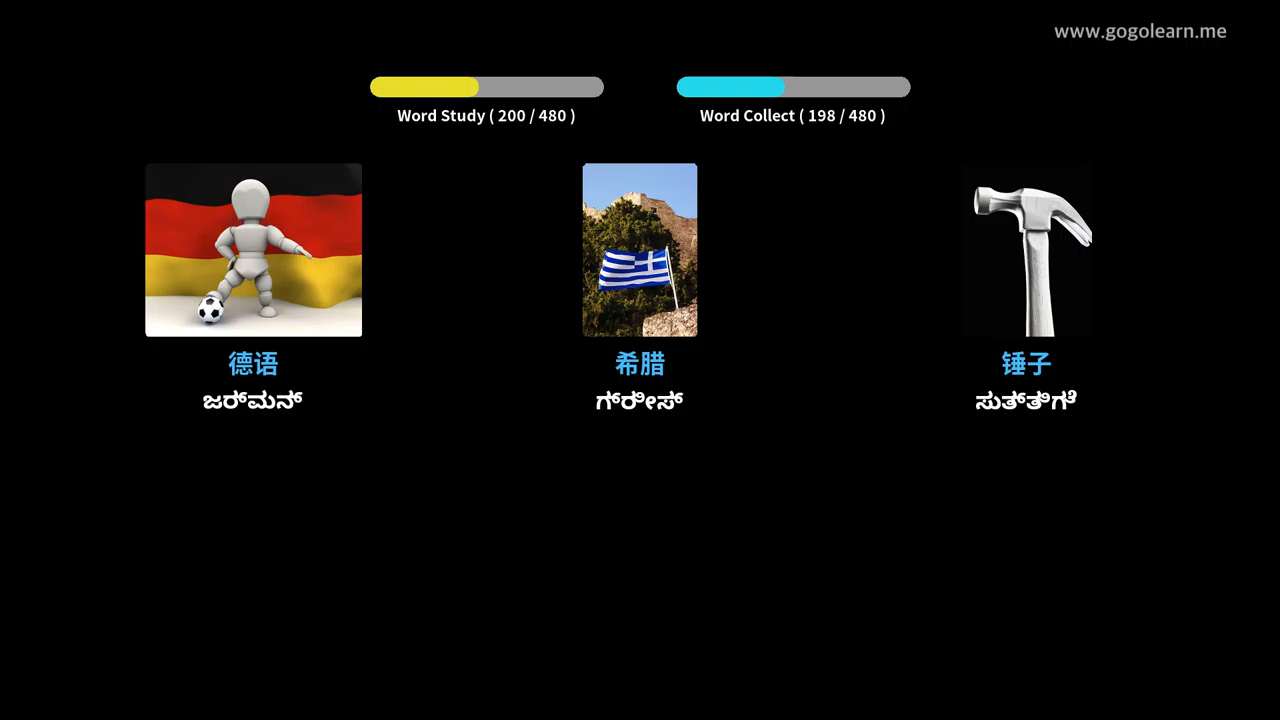 www.gogolearn.me
Word Study ( 200 / 480 )
Word Collect ( 198 / 480 )
德语
希腊
锤子
ಜರ್‌ಮನ್
ಗ್‌ರೀಸ್
ಸುತ್‌ತಿಗೆ